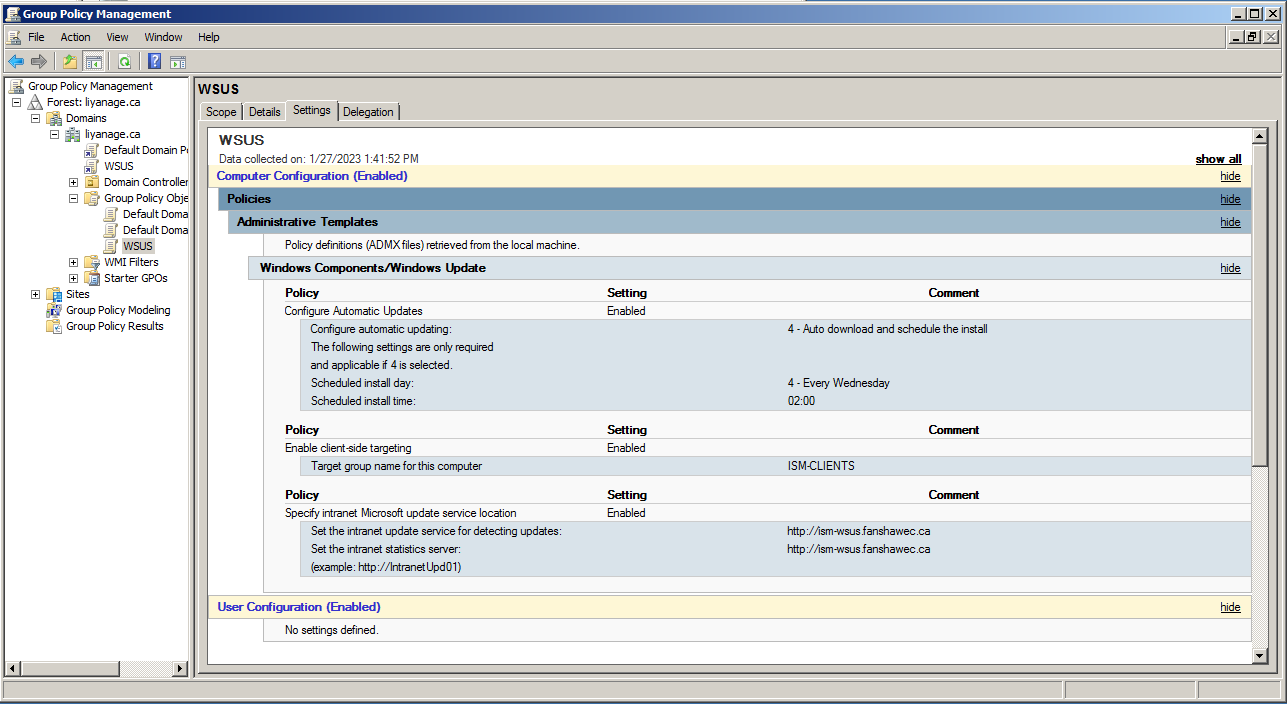 Group Policy Management
File Action View Window Help
Group Policy Management
Forest: liyanage.ca
Domains
liyanage.ca
Default Domain P
WSUS
Domain Controller
Group Policy Obje
Default Doma
Default Doma
WSUS
WMI Filters
Starter GPOs
Sites
Group Policy Modeling
Group Policy Results
WSUS
Scope Details Settings Delegation
WSUS
Data collected on: 1/27/2023 1:41:52 PM show all
Computer Configuration (Enabled) hide
Policies hide
Administrative Templates hide
Policy definitions (ADMX files) retrieved from the local machine.
Windows Components/Windows Update hide
Policy Setting Comment
Configure Automatic Updates Enabled
Configure automatic updating: 4 - Auto download and schedule the install
The following settings are only required
and applicable if 4 is selected.
Scheduled install day: 4 - Every Wednesday
Scheduled install time: 02:00
Policy Setting Comment
Enable client-side targeting Enabled
Target group name for this computer ISM-CLIENTS
Policy Setting Comment
Specify intranet Microsoft update service location Enabled
Set the intranet update service for detecting updates: http://ism-wsus.fanshawec.ca
Set the intranet statistics server: http://ism-wsus.fanshawec.ca
(example: http://IntranetUpd01)
User Configuration (Enabled) hide
No settings defined.